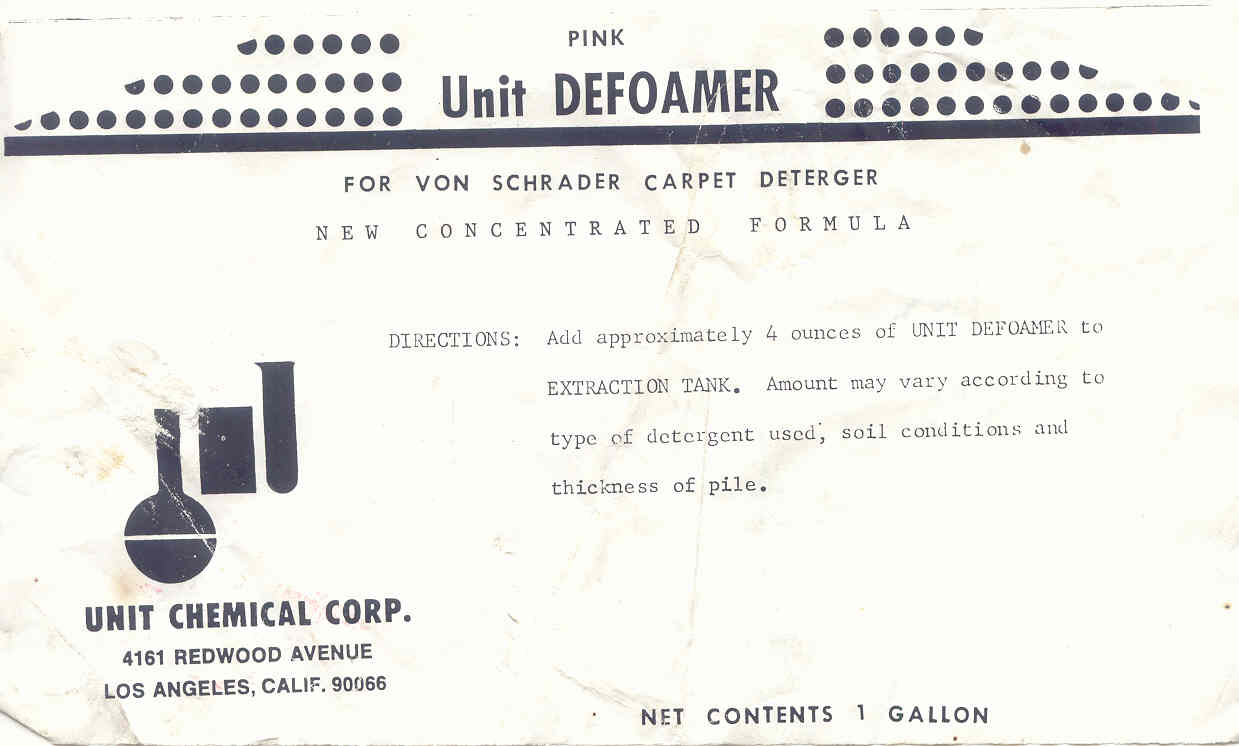 PINK
Unit DEFOAMER
FOR VON SCHRADER CARPET DETERGER
NEW CONCENTRATED FORMULA
DIRECTIONS: Add approximately 4 ounces of UNIT DEFOAMER to
EXTRACTION TANK. Amount may vary according to
type of detergent used, soil conditions and
thickness of pile.
UNIT CHEMICAL CORP.
4161 REDWOOD AVENUE
LOS ANGELES, CALIF. 90066
NET CONTENTS 1 GALLON